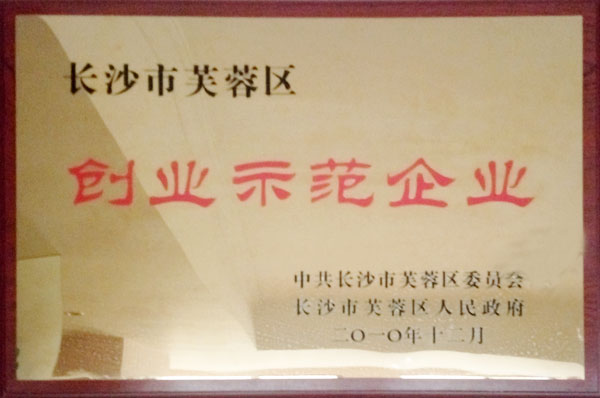 长沙市芙蓉区
创业示范企业
中共长沙市芙蓉区委员会
长沙市芙蓉区人民政府
二〇一〇年十二月